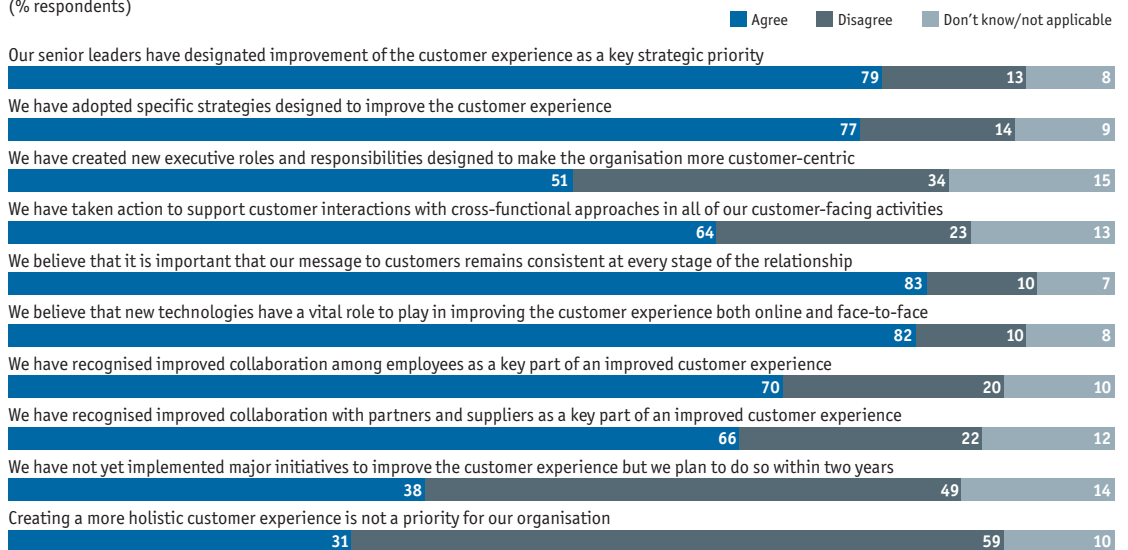 (% respondents)
Agree Disagree Don't know/not applicable
Our senior leaders have designated improvement of the customer experience as a key strategic priority
79 13 8
We have adopted specific strategies designed to improve the customer experience
77 14 9
We have created new executive roles and responsibilities designed to make the organisation more customer-centric
51 34 15
We have taken action to support customer interactions with cross-functional approaches in all of our customer-facing activities
64 23 13
We believe that it is important that our message to customers remains consistent at every stage of the relationship
83 10 7
We believe that new technologies have a vital role to play in improving the customer experience both online and face-to-face
82 10 8
We have recognised improved collaboration among employees as a key part of an improved customer experience
70 20 10
We have recognised improved collaboration with partners and suppliers as a key part of an improved customer experience
66 22 12
We have not yet implemented major initiatives to improve the customer experience but we plan to do so within two years
38 49 14
Creating a more holistic customer experience is not a priority for our organisation
31 59 10